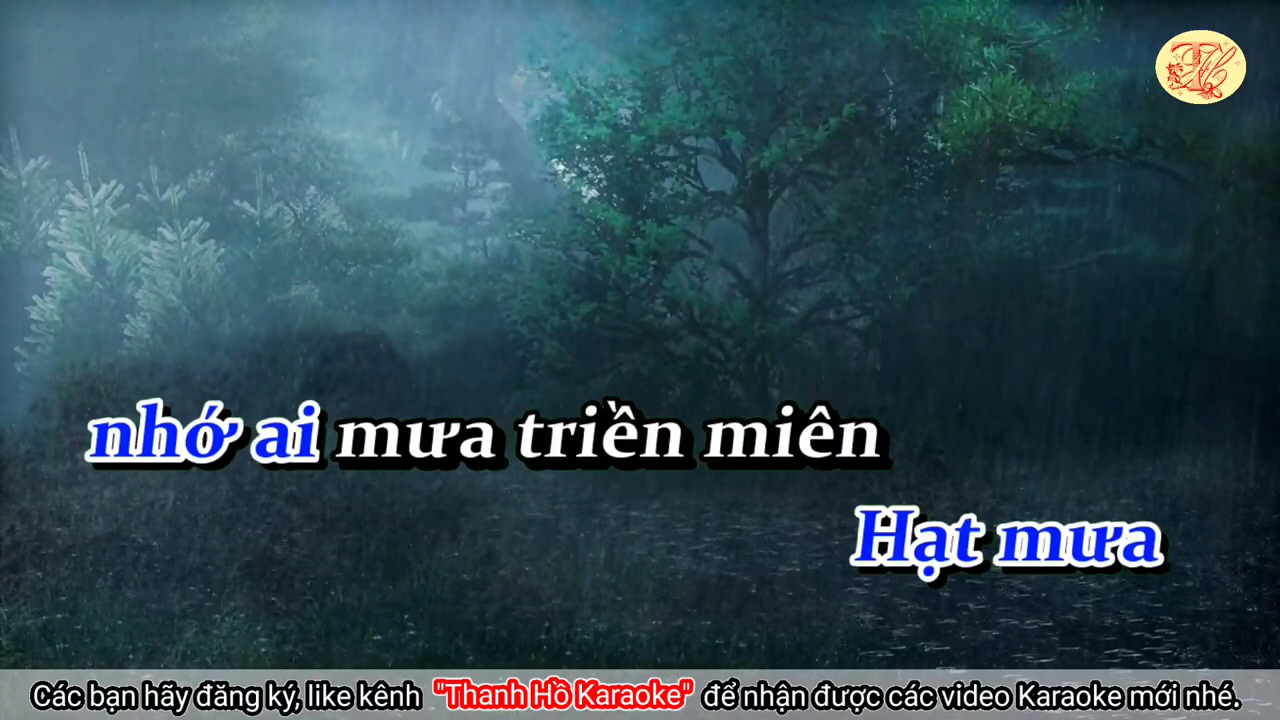 nhớ ai mưa triền miên
Hạt mưa
Các bạn hãy đăng ký, like kênh "Thanh Hồ Karaoke" để nhận được các video Karaoke mới nhé.